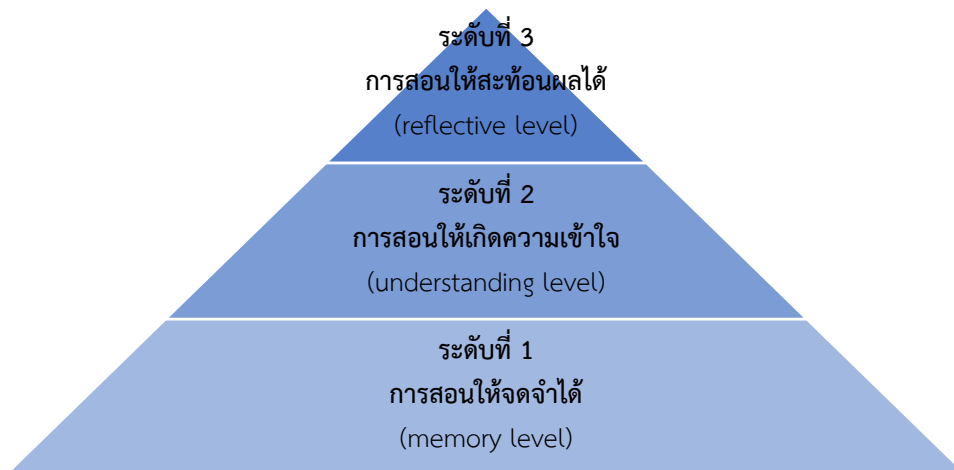 ระดับที่ 3
การสอนให้สะท้อนผลได้
(reflective level)
ระดับที่ 2
การสอนให้เกิดความเข้าใจ
(understanding level)
ระดับที่ 1
การสอนให้จดจำได้
(memory level)